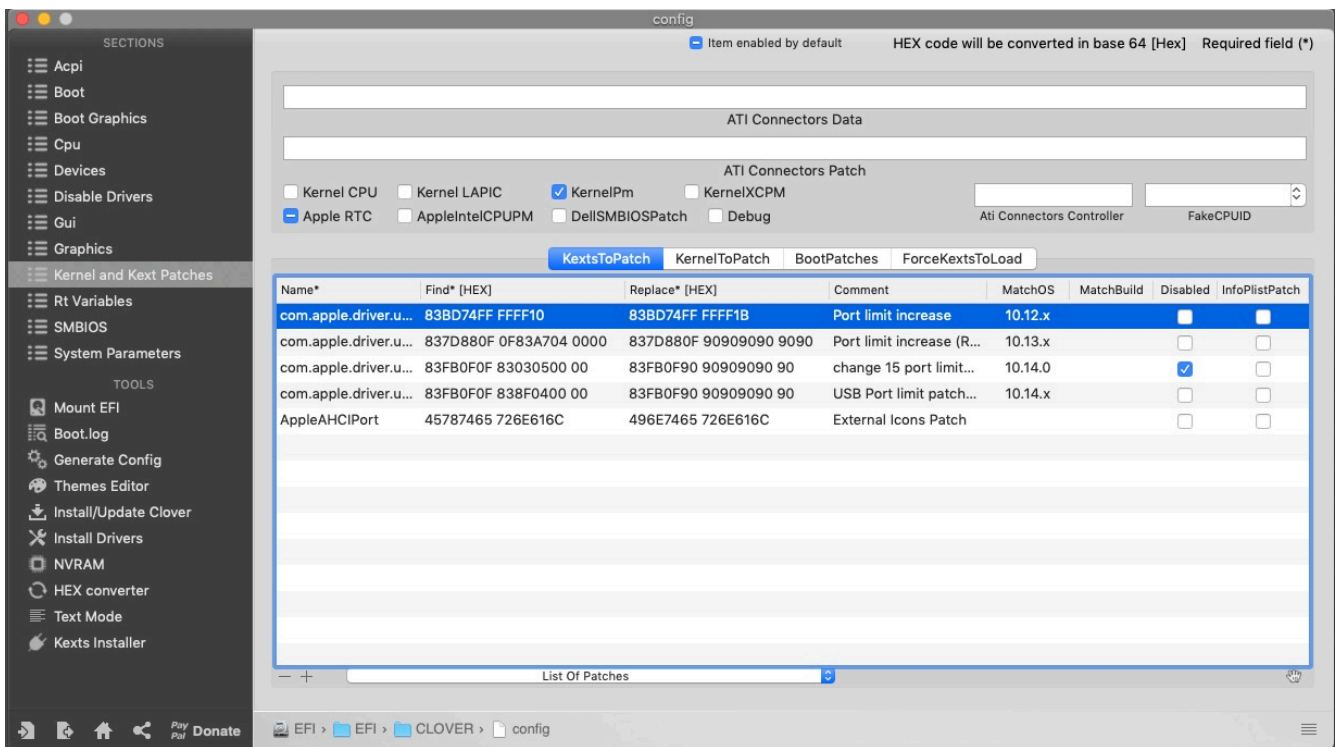 config
SECTIONS
Acpi
Boot
Boot Graphics
Cpu
Devices
Disable Drivers
Gui
Graphics
Kernel and Kext Patches
Rt Variables
SMBIOS
System Parameters
TOOLS
Mount EFI
Boot.log
Generate Config
Themes Editor
Install/Update Clover
Install Drivers
NVRAM
HEX converter
Text Mode
Kexts Installer
Pay Pal Donate
Item enabled by default HEX code will be converted in base 64 [Hex] Required field (*)
ATI Connectors Data
ATI Connectors Patch
Kernel CPU Kernel LAPIC KernelPm KernelXCPM
Apple RTC AppleIntelCPUPM DellSMBIOSPatch Debug Ati Connectors Controller FakeCPUID
KextsToPatch KernelToPatch BootPatches ForceKextsToLoad
Name* Find* [HEX] Replace* [HEX] Comment MatchOS MatchBuild Disabled InfoPlistPatch
com.apple.driver.u... 83BD74FF FFFF10 83BD74FF FFFF1B Port limit increase 10.12.x
com.apple.driver.u... 837D880F 0F83A704 0000 837D880F 90909090 9090 Port limit increase (R... 10.13.x
com.apple.driver.u... 83FB0F0F 83030500 00 83FB0F90 90909090 90 change 15 port limit... 10.14.0
com.apple.driver.u... 83FB0F0F 838F0400 00 83FB0F90 90909090 90 USB Port limit patch... 10.14.x
AppleAHCIPort 45787465 726E616C 496E7465 726E616C External Icons Patch
List Of Patches
EFI › EFI › CLOVER › config